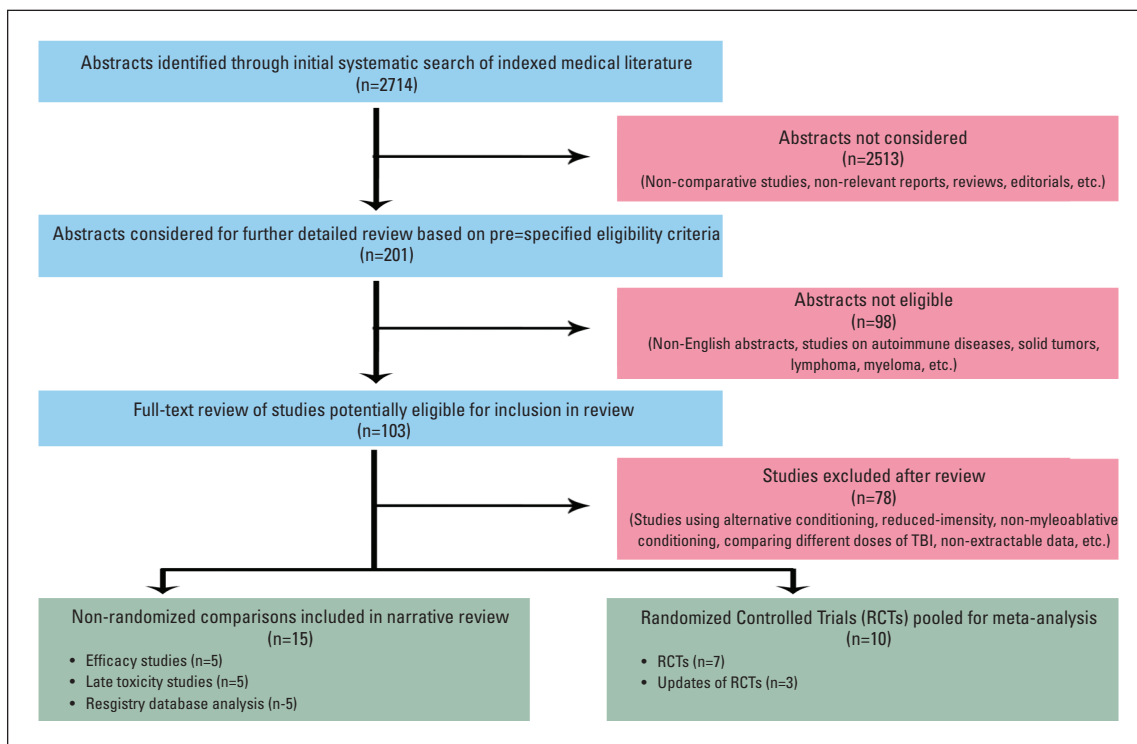 Abstracts identified through initial systematic search of indexed medical literature
(n=2714)
Abstracts not considered
(n=2513)
(Non-comparative studies, non-relevant reports, reviews, editorials, etc.)
Abstracts considered for further detailed review based on pre=specified eligibility criteria
(n=201)
Abstracts not eligible
(n=98)
(Non-English abstracts, studies on autoimmune diseases, solid tumors,
lymphoma, myeloma, etc.)
Full-text review of studies potentially eligible for inclusion in review
(n=103)
Studies excluded after review
(n=78)
(Studies using alternative conditioning, reduced-imensity, non-myleoablative
conditioning, comparing different doses of TBI, non-extractable data, etc.)
Non-randomized comparisons included in narrative review
(n=15)
• Efficacy studies (n=5)
• Late toxicity studies (n=5)
• Resgistry database analysis (n-5)
Randomized Controlled Trials (RCTs) pooled for meta-analysis
(n=10)
• RCTs (n=7)
• Updates of RCTs (n=3)